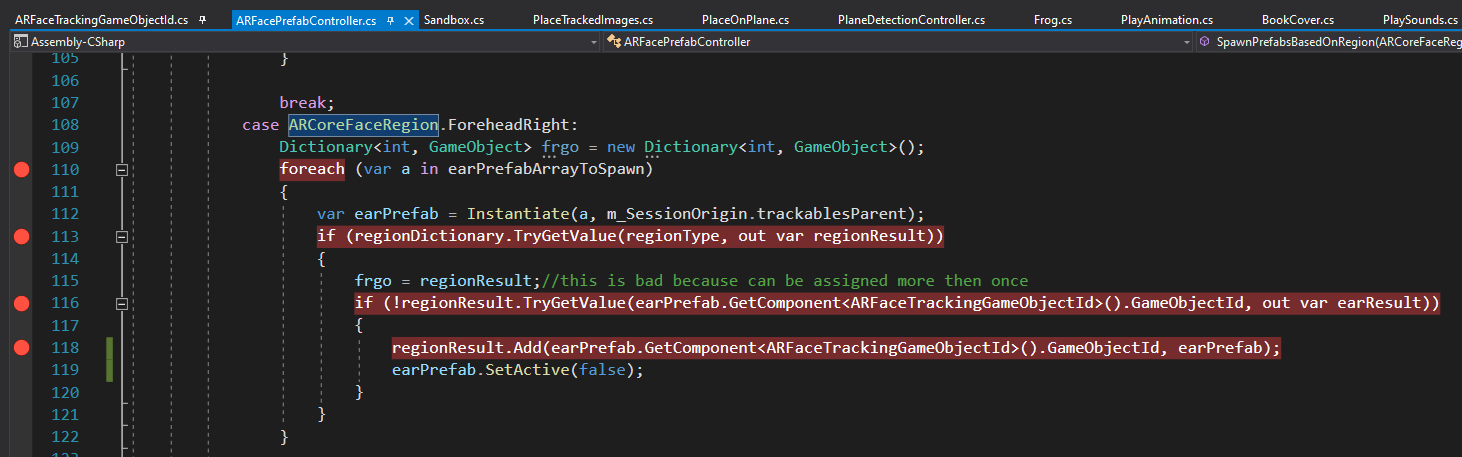 ARFaceTrackingGameObjectId.cs ARFacePrefabController.cs Sandbox.cs PlaceTrackedImages.cs PlaceOnPlane.cs PlaneDetectionController.cs Frog.cs PlayAnimation.cs BookCover.cs PlaySounds.cs
Assembly-CSharp ARFacePrefabController SpawnPrefabsBasedOnRegion(ARCoreFaceReg
105 }
106
107 break;
108 case ARCoreFaceRegion.ForeheadRight:
109 Dictionary<int, GameObject> frgo = new Dictionary<int, GameObject>();
110 foreach (var a in earPrefabArrayToSpawn)
111 {
112 var earPrefab = Instantiate(a, m_SessionOrigin.trackablesParent);
113 if (regionDictionary.TryGetValue(regionType, out var regionResult))
114 {
115 frgo = regionResult;//this is bad because can be assigned more then once
116 if (!regionResult.TryGetValue(earPrefab.GetComponent<ARFaceTrackingGameObjectId>().GameObjectId, out var earResult))
117 {
118 regionResult.Add(earPrefab.GetComponent<ARFaceTrackingGameObjectId>().GameObjectId, earPrefab);
119 earPrefab.SetActive(false);
120 }
121 }
122 }